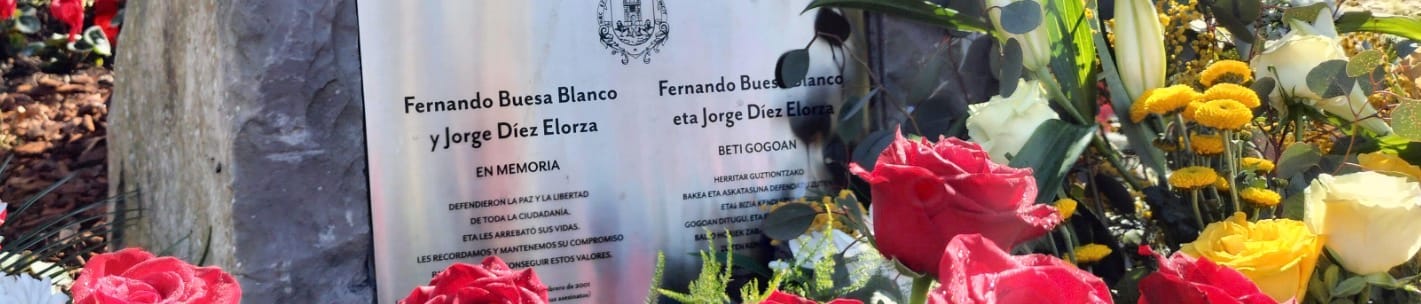 Fernando Buesa Blanco
y Jorge Díez Elorza
EN MEMORIA
DEFENDIERON LA PAZ Y LA LIBERTAD
DE TODA LA CIUDADANÍA.
ETA LES ARREBATÓ SUS VIDAS.
LES RECORDAMOS Y MANTENEMOS SU COMPROMISO
CONSEGUIR ESTOS VALORES.
de 2001
Fernando Buesa Blanco
eta Jorge Díez Elorza
BETI GOGOAN
HERRITAR GUZTIONTZAKO
BAKEA ETA ASKATASUNA
BIZIA
GOGOAN DITUGU, ETA